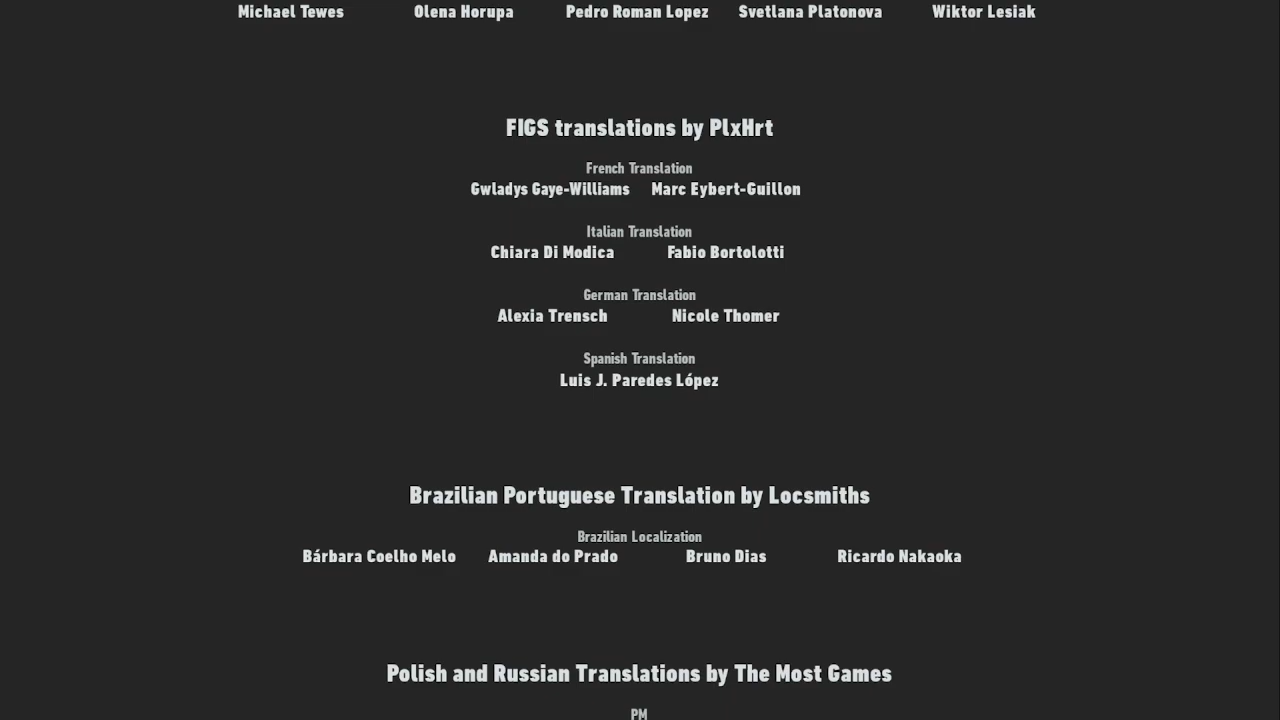 Michael Tewes Olena Horupa Pedro Roman Lopez Svetlana Platonova Wiktor Lesiak
FIGS translations by PlxHrt
French Translation
Gwladys Gaye-Williams Marc Eybert-Guillon
Italian Translation
Chiara Di Modica Fabio Bortolotti
German Translation
Alexia Trensch Nicole Thomer
Spanish Translation
Luis J. Paredes López
Brazilian Portuguese Translation by Locsmiths
Brazilian Localization
Bárbara Coelho Melo Amanda do Prado Bruno Dias Ricardo Nakaoka
Polish and Russian Translations by The Most Games
PM